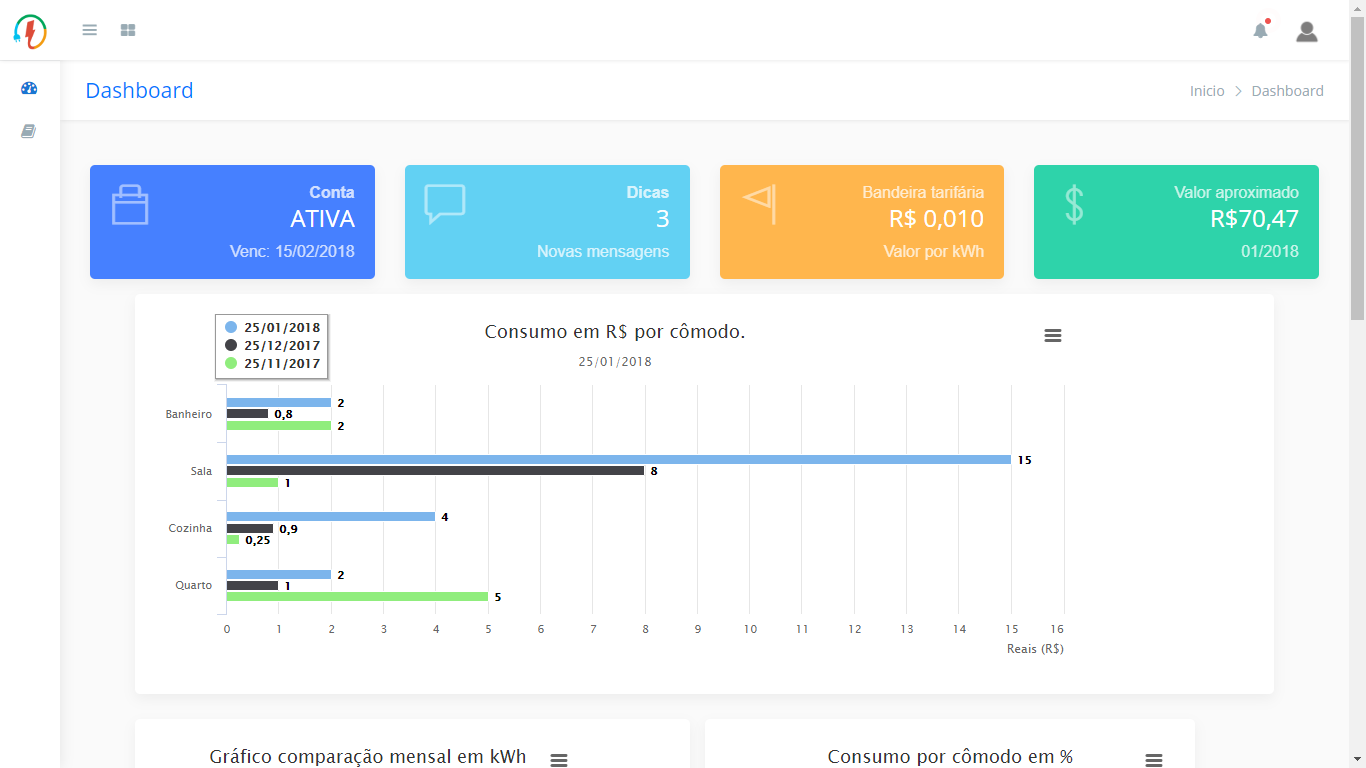 Dashboard
Inicio > Dashboard
Conta
ATIVA
Venc: 15/02/2018
Dicas
3
Novas mensagens
Bandeira tarifária
R$ 0,010
Valor por kWh
Valor aproximado
R$70,47
01/2018
25/01/2018
25/12/2017
25/11/2017
Consumo em R$ por cômodo.
25/01/2018
Banheiro
2
0,8
2
Sala
15
8
1
Cozinha
4
0,9
0,25
Quarto
2
1
5
0 1 2 3 4 5 6 7 8 9 10 11 12 13 14 15 16
Reais (R$)
Gráfico comparação mensal em kWh
Consumo por cômodo em %